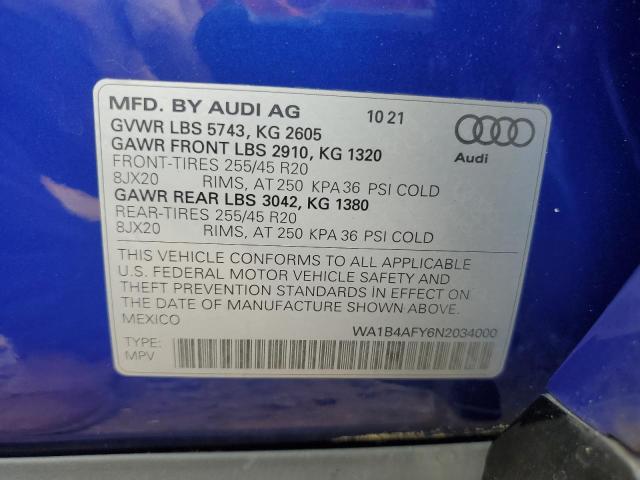 MFD. BY AUDI AG 10 21
GVWR LBS 5743, KG 2605
GAWR FRONT LBS 2910, KG 1320
FRONT-TIRES 255/45 R20
8JX20 RIMS, AT 250 KPA 36 PSI COLD
GAWR REAR LBS 3042, KG 1380
REAR-TIRES 255/45 R20
8JX20 RIMS, AT 250 KPA 36 PSI COLD
Audi
THIS VEHICLE CONFORMS TO ALL APPLICABLE
U.S. FEDERAL MOTOR VEHICLE SAFETY AND
THEFT PREVENTION STANDARDS IN EFFECT ON
THE DATE OF MANUFACTURE SHOWN ABOVE.
MEXICO WA1B4AFY6N2034000
TYPE:
MPV